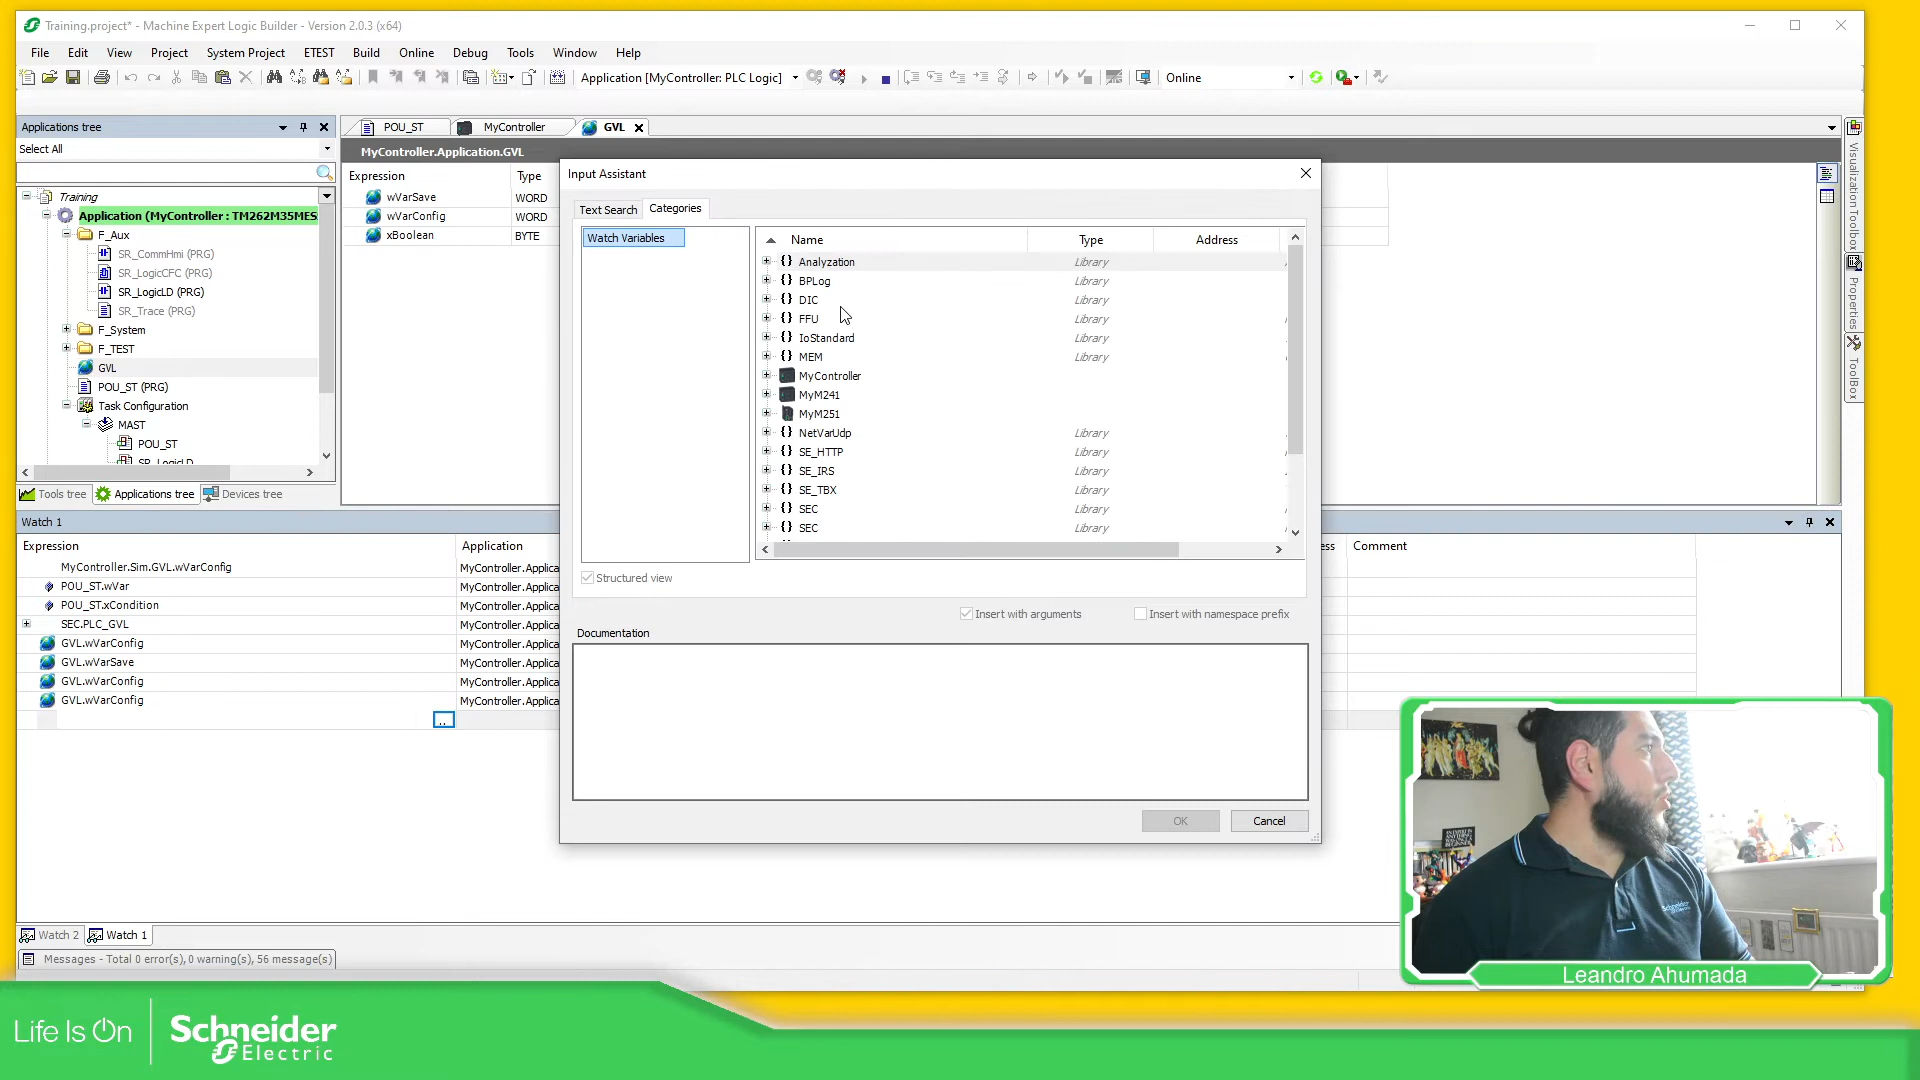 Training.project* - Machine Expert Logic Builder - Version 2.0.3 (x64)
File Edit View Project System Project ETEST Build Online Debug Tools Window Help
Application [MyController: PLC Logic] Online
Applications tree
Select All
Training
Application (MyController : TM262M35MES
F_Aux
SR_CommHmi (PRG)
SR_LogicCFC (PRG)
SR_LogicLD (PRG)
SR_Trace (PRG)
F_System
F_TEST
GVL
POU_ST (PRG)
Task Configuration
MAST
POU_ST
SR_LogicLD
Tools tree Applications tree Devices tree
POU_ST MyController GVL
MyController.Application.GVL
Expression Type
wVarSave WORD
wVarConfig WORD
xBoolean BYTE
Input Assistant
Text Search Categories
Watch Variables
Name Type Address
Analyzation Library
BPLog Library
DIC Library
FFU Library
IoStandard Library
MEM Library
MyController
MyM241
MyM251
NetVarUdp Library
SE_HTTP Library
SE_IRS Library
SE_TBX Library
SEC Library
SEC Library
Structured view
Insert with arguments Insert with namespace prefix
Documentation
OK Cancel
Visualization Toolbox
Properties
ToolBox
Watch 1
Expression Application ess Comment
MyController.Sim.GVL.wVarConfig MyController.Applica
POU_ST.wVar MyController.Applica
POU_ST.xCondition MyController.Applica
SEC.PLC_GVL MyController.Applica
GVL.wVarConfig MyController.Applica
GVL.wVarSave MyController.Applica
GVL.wVarConfig MyController.Applica
GVL.wVarConfig MyController.Applica
..
Watch 2 Watch 1
Messages - Total 0 error(s), 0 warning(s), 56 message(s)
Schneider Electric
Leandro Ahumada
Life Is On
Schneider
Electric